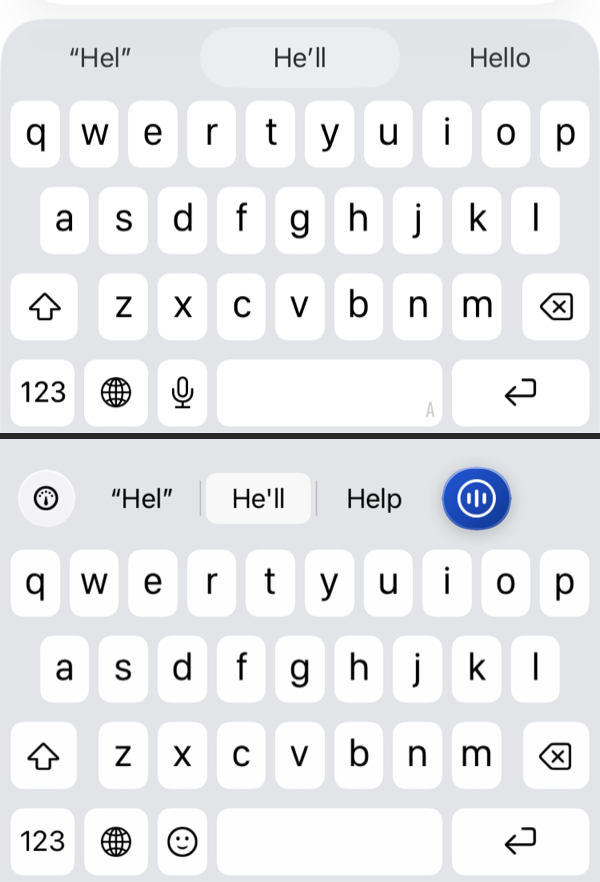 “Hel” He’ll Hello
q w e r t y u i o p
a s d f g h j k l
z x c v b n m
123 A
“Hel” He'll Help
q w e r t y u i o p
a s d f g h j k l
z x c v b n m
123